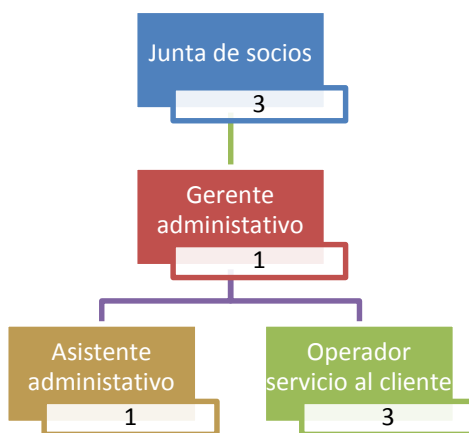 Junta de socios
3
Gerente
administativo
1
Asistente
administativo
1
Operador
servicio al cliente
3